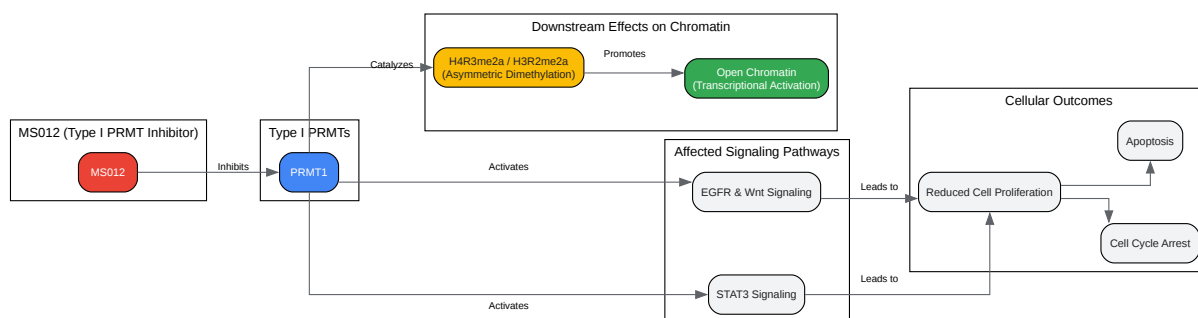 Downstream Effects on Chromatin
Catalyzes
H4R3me2a / H3R2me2a
(Asymmetric Dimethylation)
Promotes
Open Chromatin
(Transcriptional Activation)
MS012 (Type I PRMT Inhibitor)
MS012
Inhibits
Type I PRMTs
PRMT1
Activates
Affected Signaling Pathways
EGFR & Wnt Signaling
Leads to
Activates
STAT3 Signaling
Leads to
Cellular Outcomes
Reduced Cell Proliferation
Apoptosis
Cell Cycle Arrest